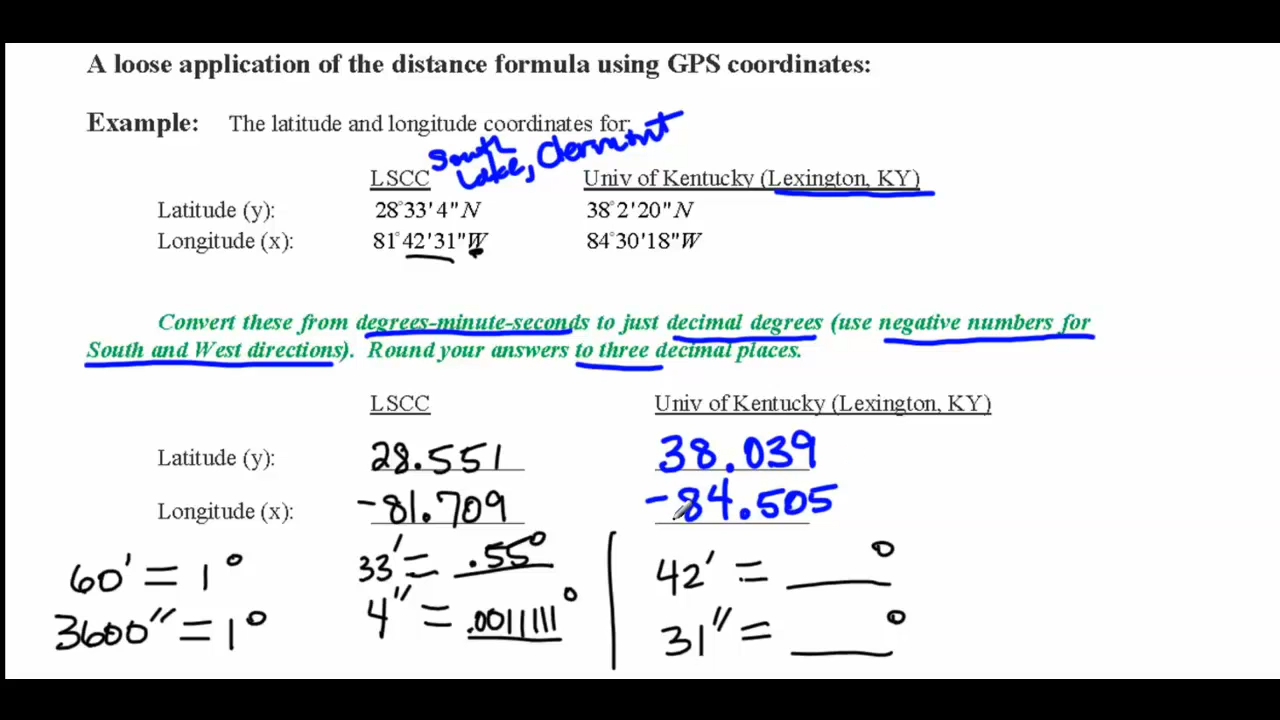 A loose application of the distance formula using GPS coordinates:
Example: The latitude and longitude coordinates for:
South Lake, Clermont
LSCC Univ of Kentucky (Lexington, KY)
Latitude (y): 28°33'4"N 38°2'20"N
Longitude (x): 81°42'31"W 84°30'18"W
Convert these from degrees-minute-seconds to just decimal degrees (use negative numbers for
South and West directions). Round your answers to three decimal places.
LSCC Univ of Kentucky (Lexington, KY)
Latitude (y): 28.551 38.039
Longitude (x): -81.709 -84.505
60' = 1° 33' = .55° 42' = ___°
3600" = 1° 4" = .0011111° 31" = ___°